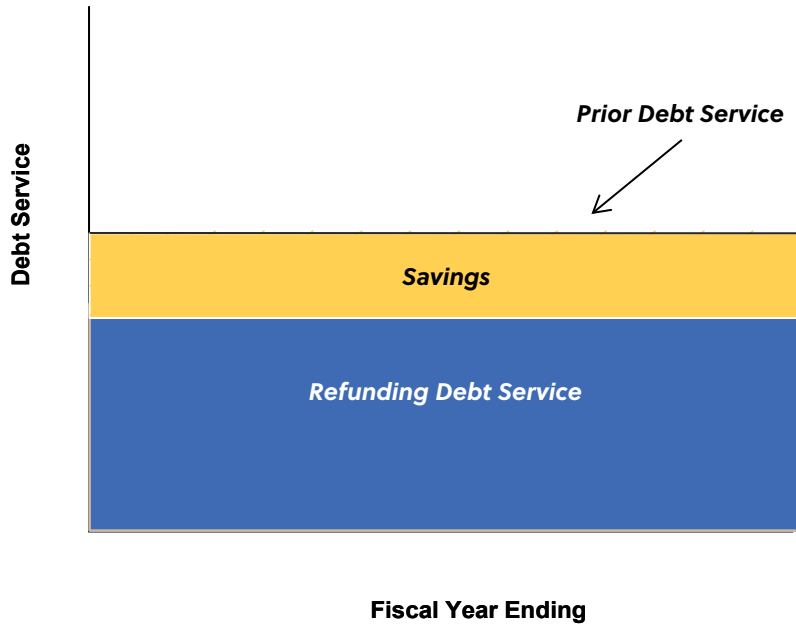 Prior Debt Service
Debt Service
Savings
Refunding Debt Service
Fiscal Year Ending